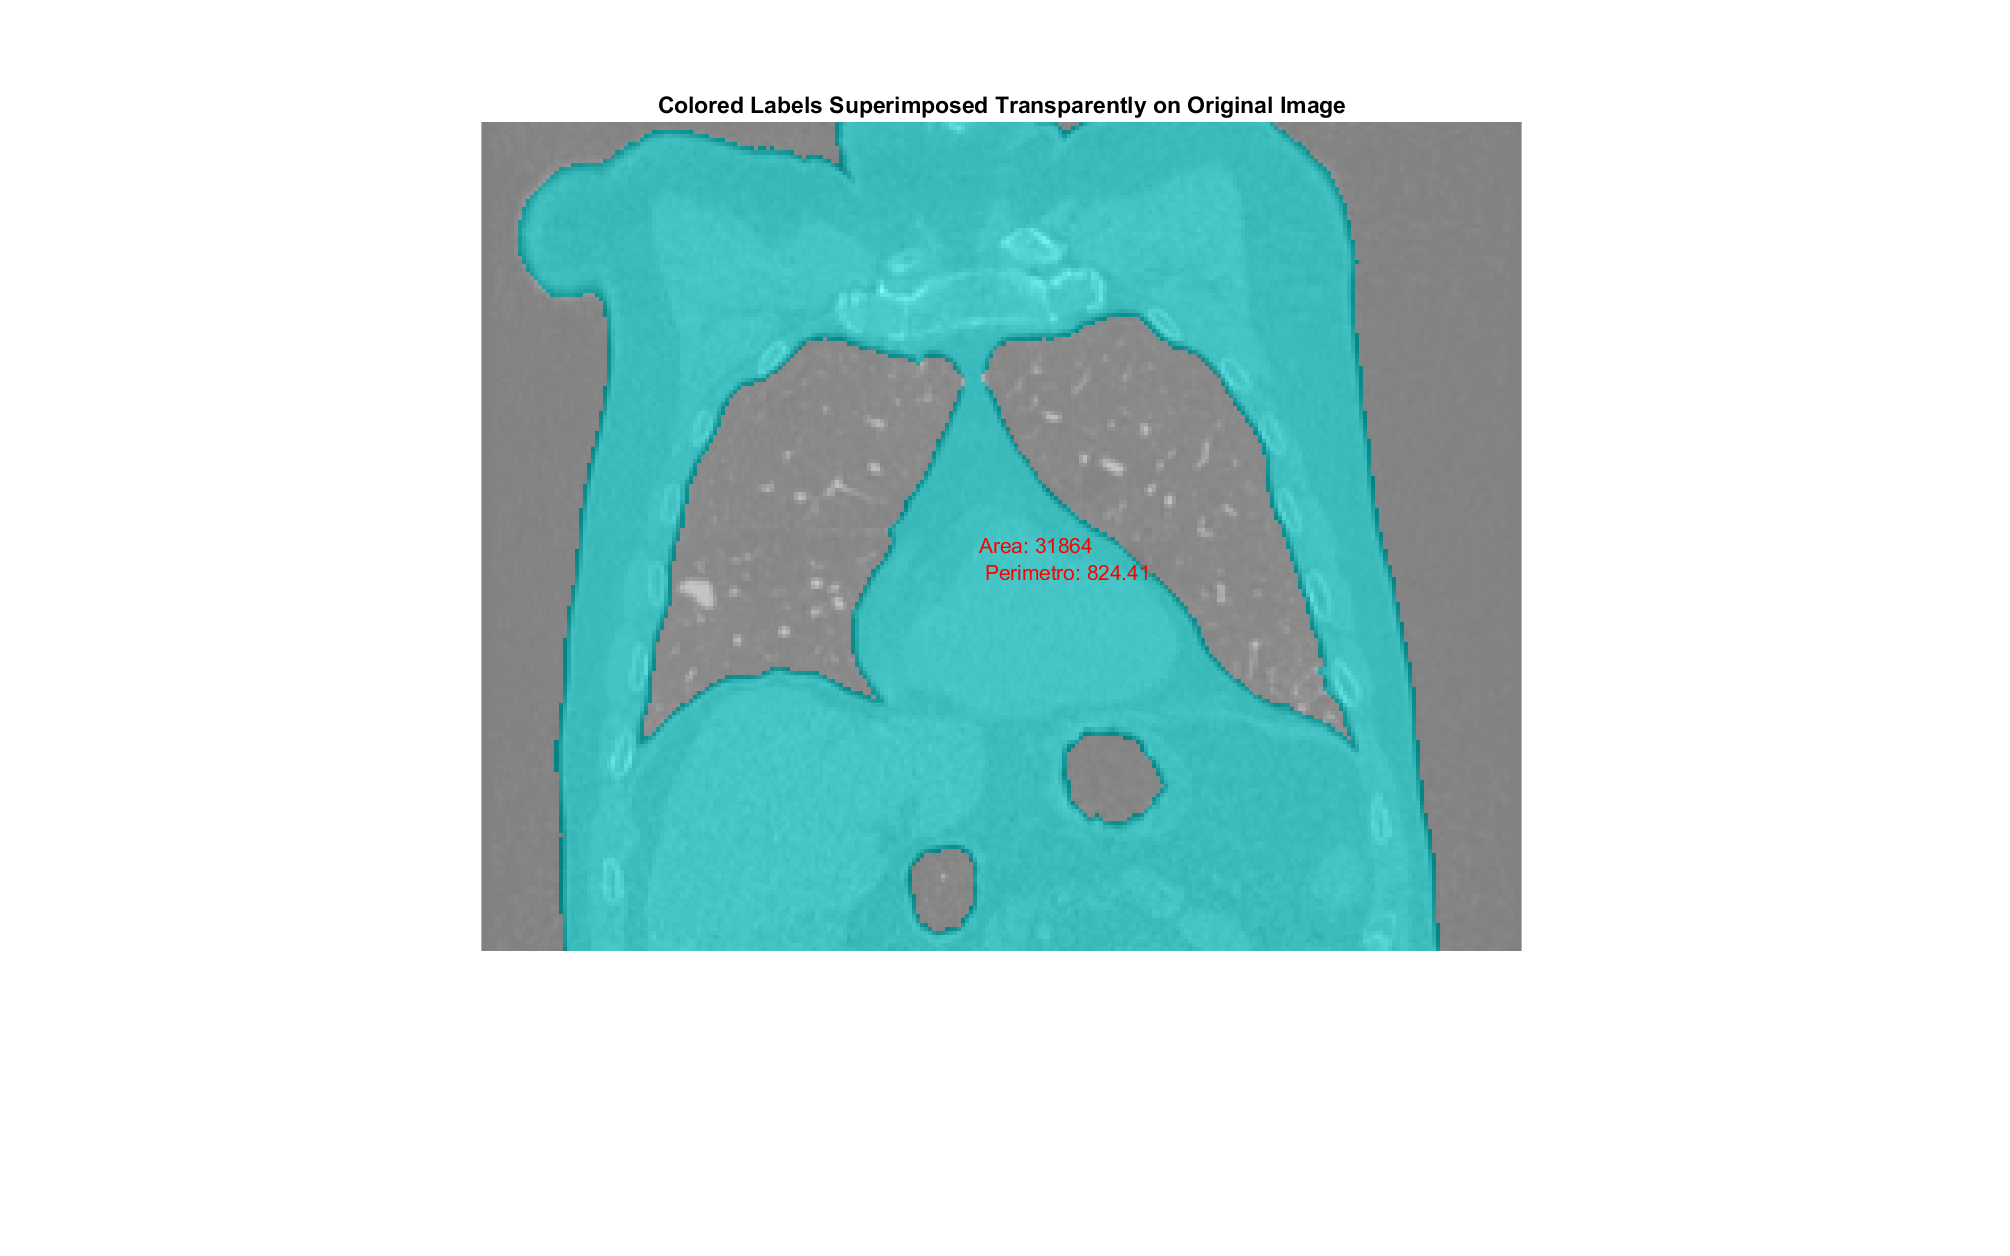 Colored Labels Superimposed Transparently on Original Image
Area: 31864
Perimetro: 824.41